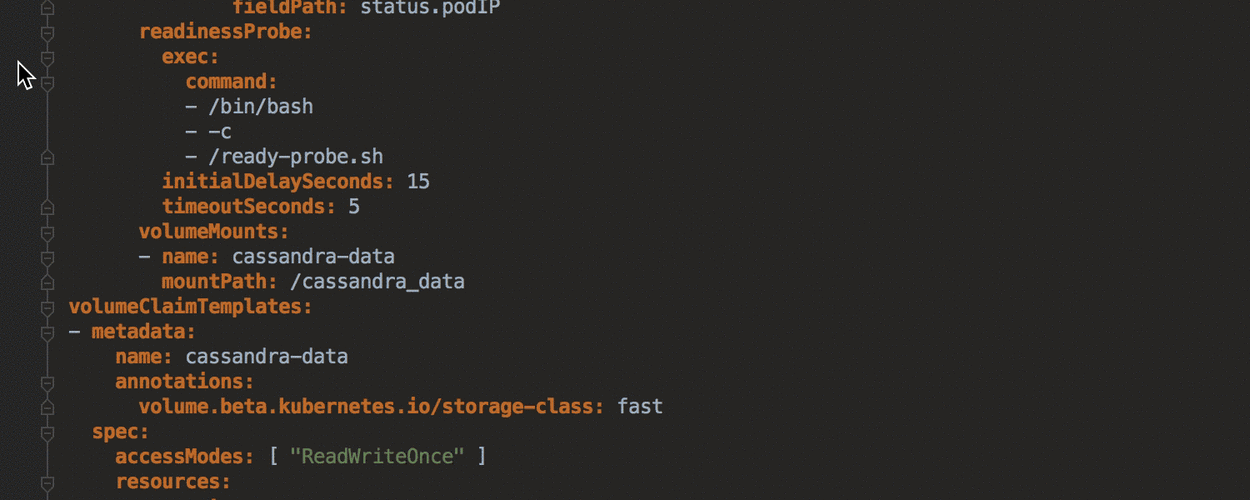 fieldPath: status.podIP
readinessProbe:
exec:
command:
- /bin/bash
- -c
- /ready-probe.sh
initialDelaySeconds: 15
timeoutSeconds: 5
volumeMounts:
- name: cassandra-data
mountPath: /cassandra_data
volumeClaimTemplates:
- metadata:
name: cassandra-data
annotations:
volume.beta.kubernetes.io/storage-class: fast
spec:
accessModes: [ "ReadWriteOnce" ]
resources: